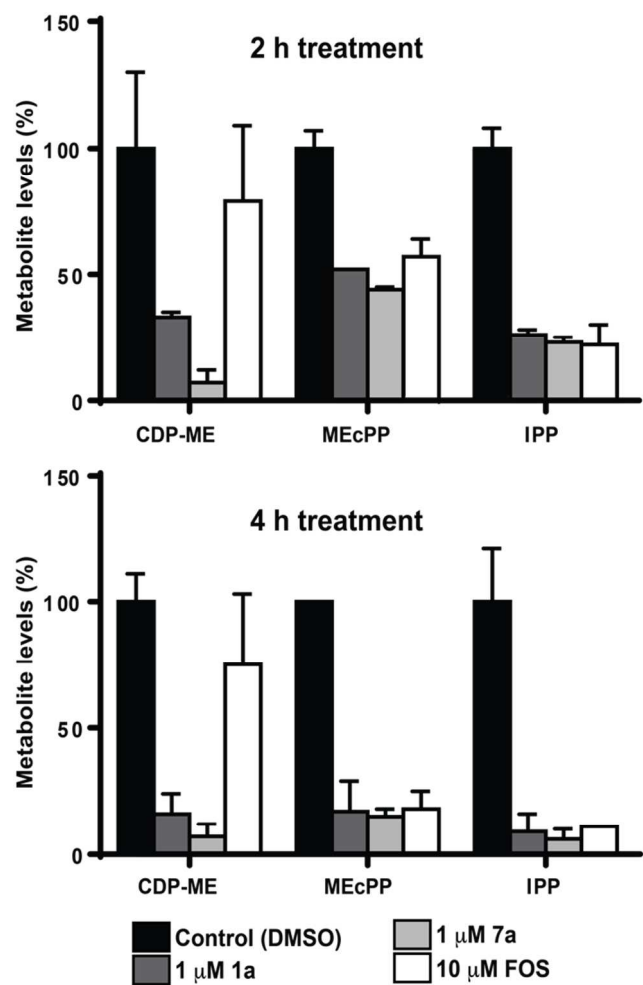 2 h treatment
Metabolite levels (%)
150
100
50
0
CDP-ME
MEcPP
IPP
4 h treatment
Metabolite levels (%)
150
100
50
0
CDP-ME
MEcPP
IPP
Control (DMSO)
1 μM 7a
1 μM 1a
10 μM FOS